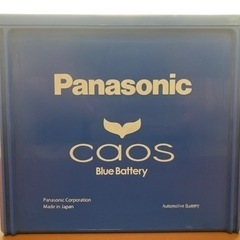 Panasonic
caos
Blue Battery
Panasonic Corporation
Made in Japan
Automotive Battery